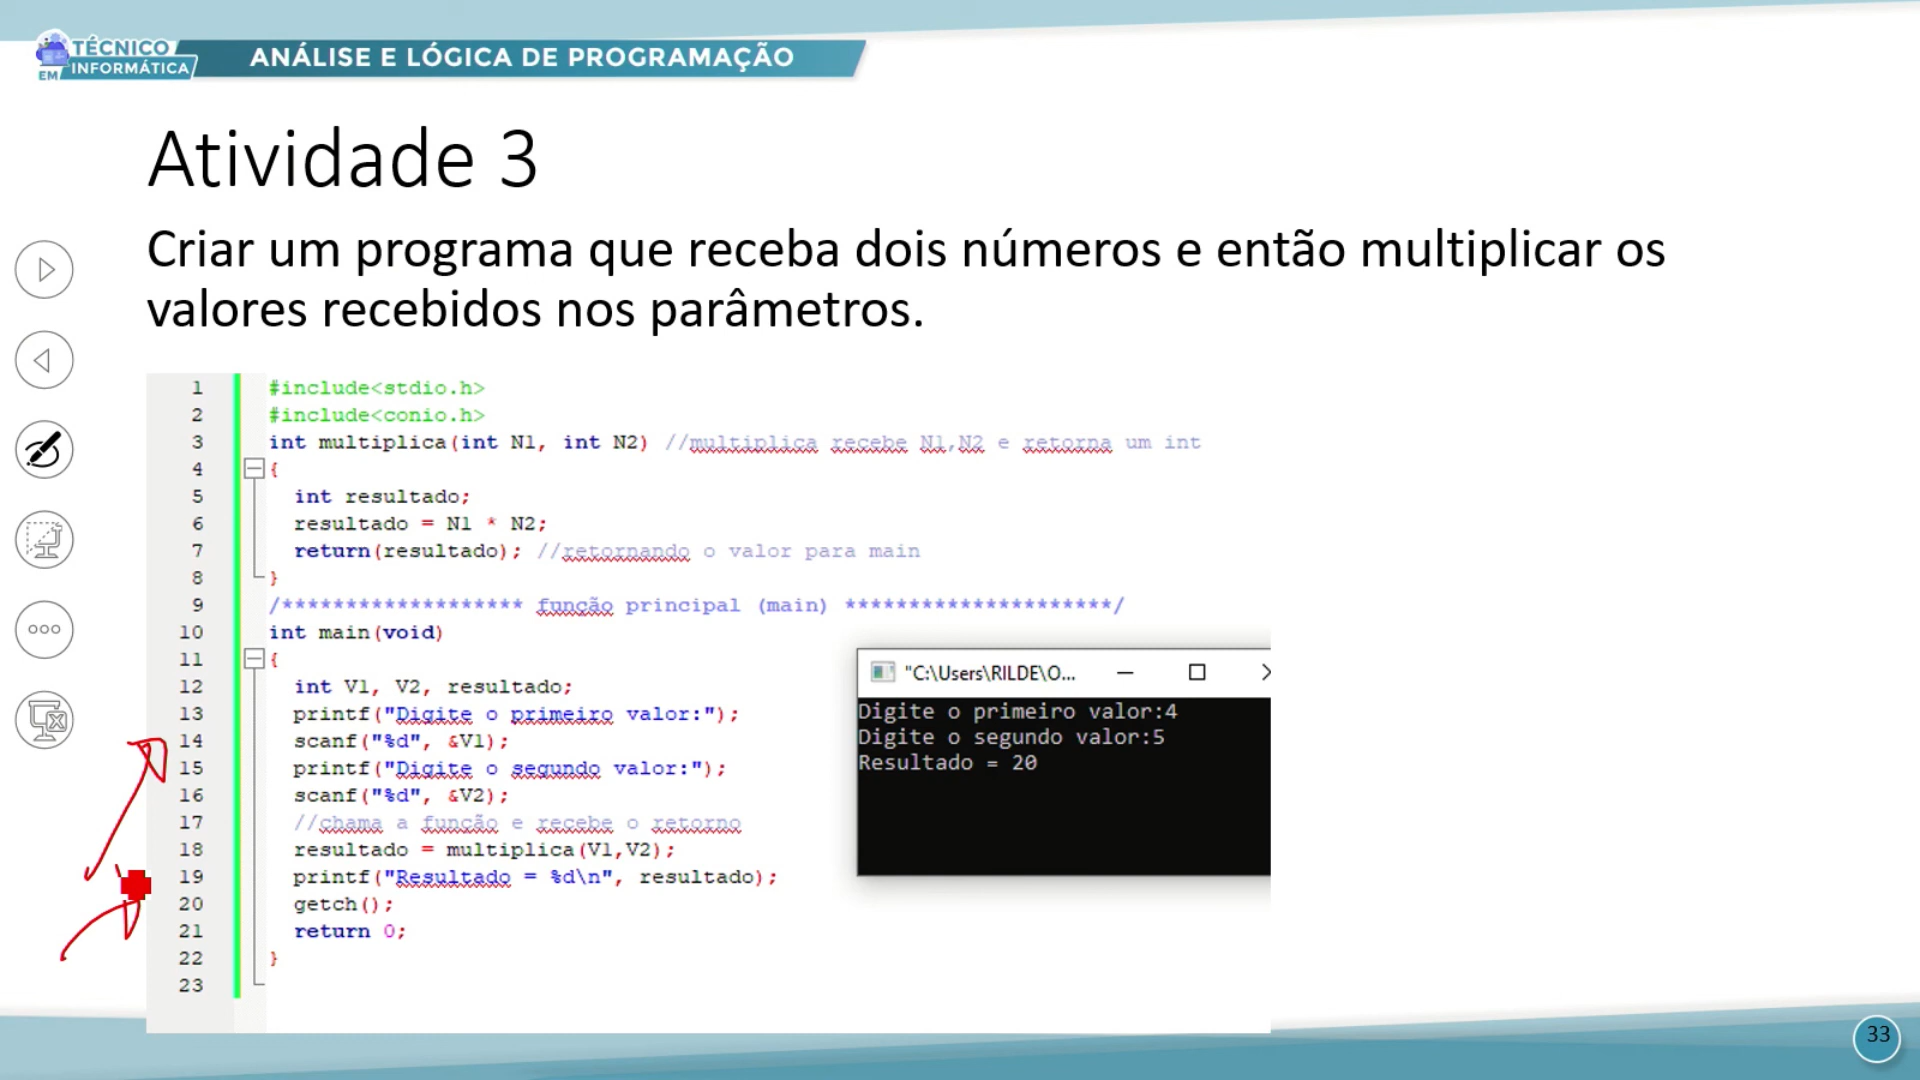 TÉCNICO
EM INFORMÁTICA
ANÁLISE E LÓGICA DE PROGRAMAÇÃO
Atividade 3
Criar um programa que receba dois números e então multiplicar os
valores recebidos nos parâmetros.
1 #include<stdio.h>
2 #include<conio.h>
3 int multiplica(int N1, int N2) //multiplica recebe N1,N2 e retorna um int
4 {
5 int resultado;
6 resultado = N1 * N2;
7 return(resultado); //retornando o valor para main
8 }
9 /******************* função principal (main) *********************/
10 int main(void)
11 {
12 int V1, V2, resultado;
13 printf("Digite o primeiro valor:");
14 scanf("%d", &V1);
15 printf("Digite o segundo valor:");
16 scanf("%d", &V2);
17 //chama a função e recebe o retorno
18 resultado = multiplica(V1,V2);
19 printf("Resultado = %d\n", resultado);
20 getch();
21 return 0;
22 }
23
"C:\Users\RILDE\O...
Digite o primeiro valor:4
Digite o segundo valor:5
Resultado = 20
33